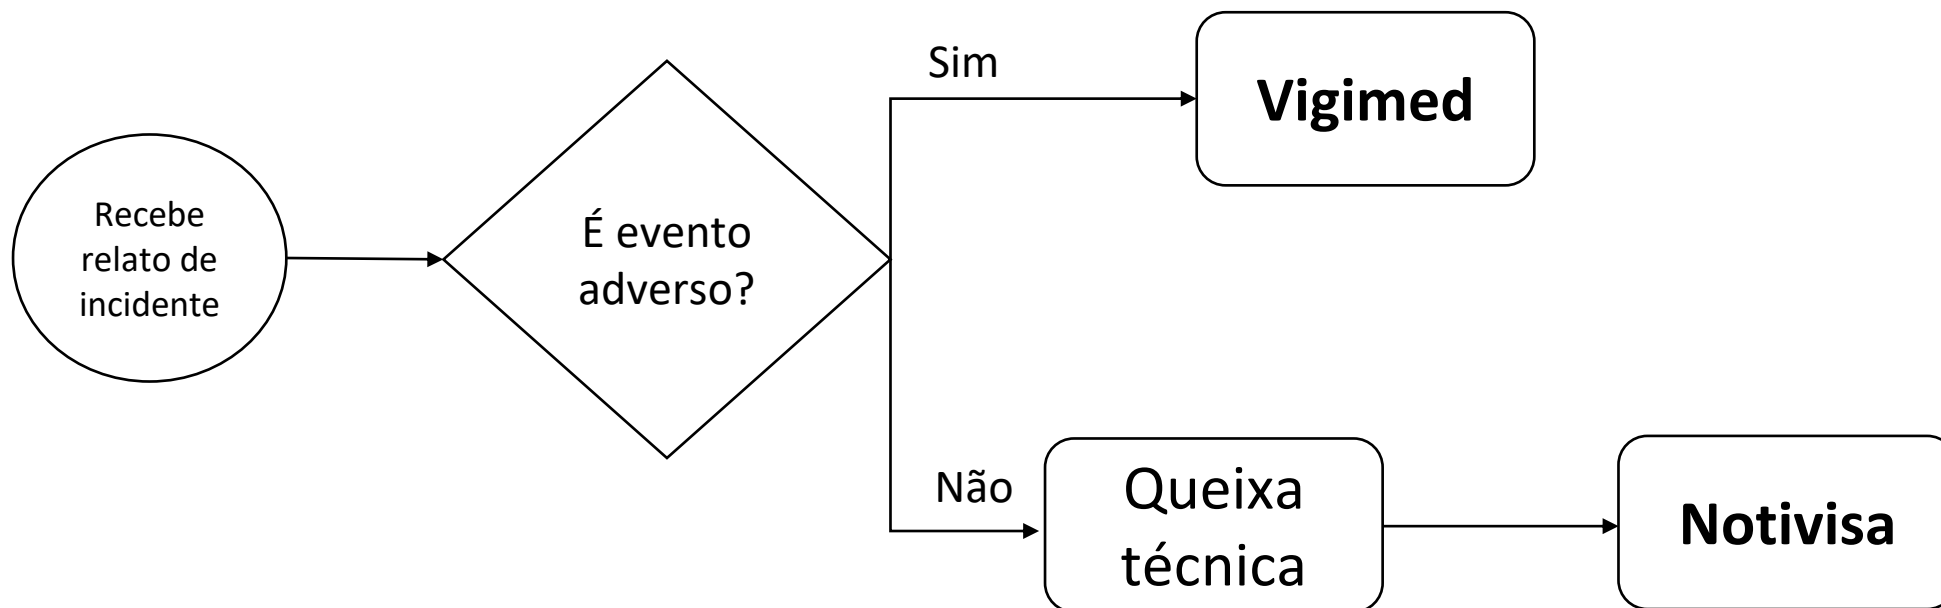 Recebe
relato de
incidente
É evento
adverso?
Sim
Vigimed
Não
Queixa
técnica
Notivisa